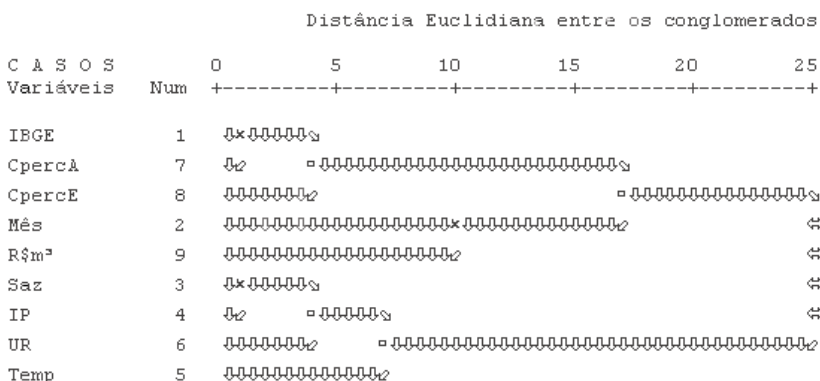 Distância Euclidiana entre os conglomerados
C A S O S 0 5 10 15 20 25
Variáveis Num +---------+---------+---------+---------+---------+
IBGE 1 ⇩×⇩⇩⇩⇩⇩⬂
CpercA 7 ⇩⬃ ▫⇩⇩⇩⇩⇩⇩⇩⇩⇩⇩⇩⇩⇩⇩⇩⇩⇩⇩⇩⇩⇩⇩⇩⇩⇩⬂
CpercE 8 ⇩⇩⇩⇩⇩⇩⇩⬃ ▫⇩⇩⇩⇩⇩⇩⇩⇩⇩⇩⇩⇩⇩⇩⇩⬂
Mês 2 ⇩⇩⇩⇩⇩⇩⇩⇩⇩⇩⇩⇩⇩⇩⇩⇩⇩⇩⇩×⇩⇩⇩⇩⇩⇩⇩⇩⇩⇩⇩⇩⇩⬃ ⬄
R$m³ 9 ⇩⇩⇩⇩⇩⇩⇩⇩⇩⇩⇩⇩⇩⇩⇩⇩⇩⇩⇩⬃ ⬄
Saz 3 ⇩×⇩⇩⇩⇩⇩⬂ ⬄
IP 4 ⇩⬃ ▫⇩⇩⇩⇩⇩⬂ ⬄
UR 6 ⇩⇩⇩⇩⇩⇩⇩⬃ ▫⇩⇩⇩⇩⇩⇩⇩⇩⇩⇩⇩⇩⇩⇩⇩⇩⇩⇩⇩⇩⇩⇩⇩⇩⇩⇩⇩⇩⇩⇩⇩⇩⇩⇩⇩⬃
Temp 5 ⇩⇩⇩⇩⇩⇩⇩⇩⇩⇩⇩⇩⇩⬃